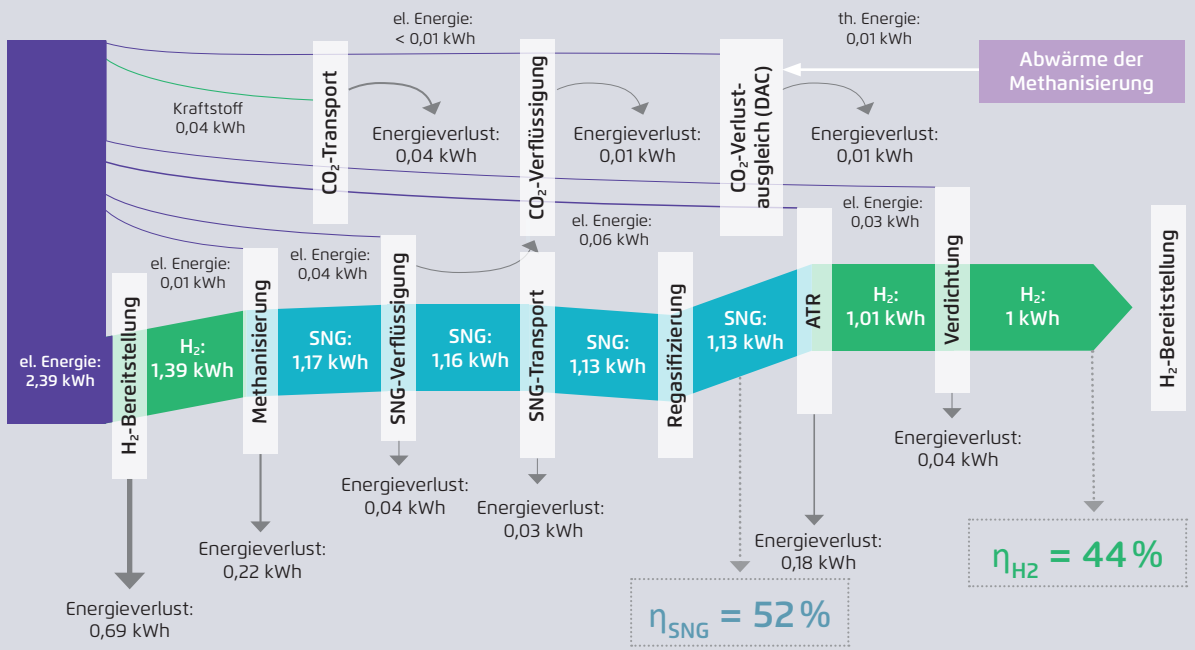 el. Energie:
< 0,01 kWh
th. Energie:
0,01 kWh
Abwärme der
Methanisierung
Kraftstoff
0,04 kWh
CO₂-Transport
Energieverlust:
0,04 kWh
CO₂-Verflüssigung
Energieverlust:
0,01 kWh
CO₂-Verlust-
ausgleich (DAC)
Energieverlust:
0,01 kWh
el. Energie:
0,01 kWh
el. Energie:
0,04 kWh
el. Energie:
0,06 kWh
el. Energie:
0,03 kWh
el. Energie:
2,39 kWh
H₂-Bereitstellung
H₂:
1,39 kWh
Methanisierung
SNG:
1,17 kWh
SNG-Verflüssigung
SNG:
1,16 kWh
SNG-Transport
SNG:
1,13 kWh
Regasifizierung
SNG:
1,13 kWh
ATR
H₂:
1,01 kWh
Verdichtung
H₂:
1 kWh
H₂-Bereitstellung
Energieverlust:
0,69 kWh
Energieverlust:
0,22 kWh
Energieverlust:
0,04 kWh
Energieverlust:
0,03 kWh
Energieverlust:
0,18 kWh
Energieverlust:
0,04 kWh
ηSNG = 52 %
ηH2 = 44 %